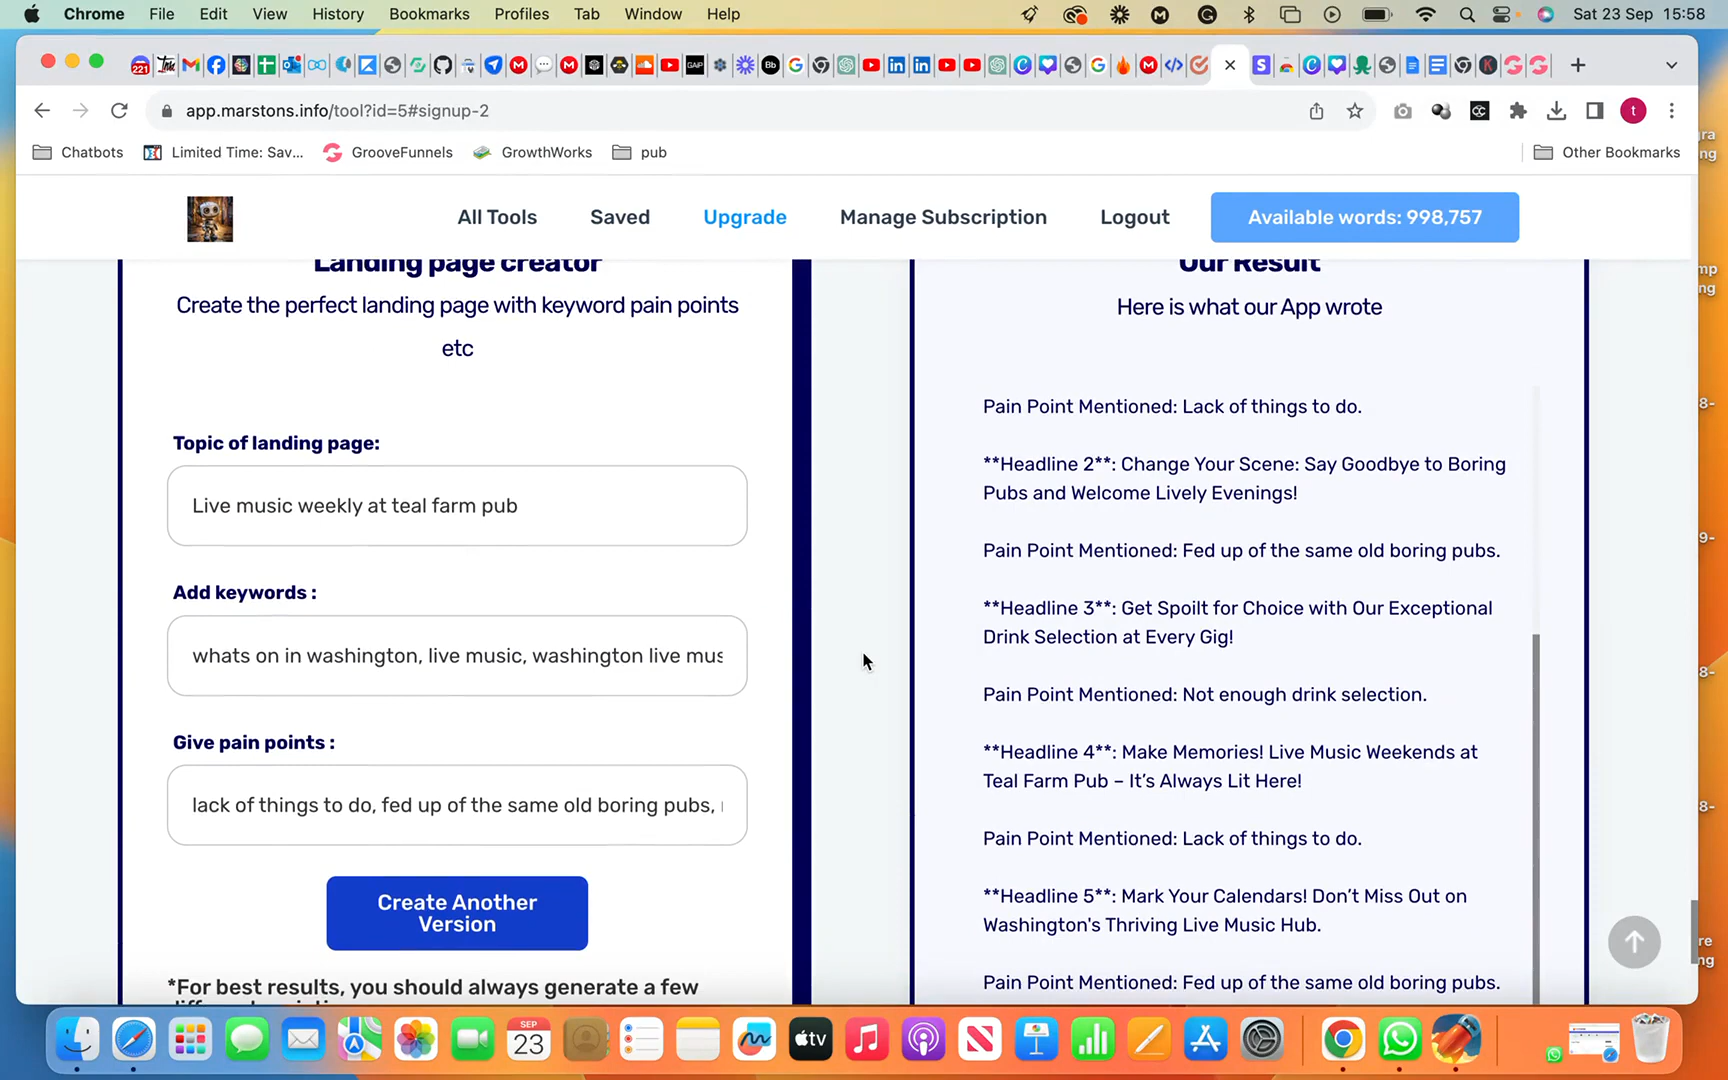 Chrome File Edit View History Bookmarks Profiles Tab Window Help Sat 23 Sep 15:58
221
app.marstons.info/tool?id=5#signup-2
Chatbots Limited Time: Sav... GrooveFunnels GrowthWorks pub Other Bookmarks
All Tools Saved Upgrade Manage Subscription Logout Available words: 998,757
Landing page creator
Create the perfect landing page with keyword pain points
etc
Topic of landing page:
Live music weekly at teal farm pub
Add keywords :
whats on in washington, live music, washington live mus
Give pain points :
lack of things to do, fed up of the same old boring pubs,
Create Another
Version
*For best results, you should always generate a few
Our Result
Here is what our App wrote
Pain Point Mentioned: Lack of things to do.
**Headline 2**: Change Your Scene: Say Goodbye to Boring
Pubs and Welcome Lively Evenings!
Pain Point Mentioned: Fed up of the same old boring pubs.
**Headline 3**: Get Spoilt for Choice with Our Exceptional
Drink Selection at Every Gig!
Pain Point Mentioned: Not enough drink selection.
**Headline 4**: Make Memories! Live Music Weekends at
Teal Farm Pub – It’s Always Lit Here!
Pain Point Mentioned: Lack of things to do.
**Headline 5**: Mark Your Calendars! Don’t Miss Out on
Washington's Thriving Live Music Hub.
Pain Point Mentioned: Fed up of the same old boring pubs.
SEP
23
tv